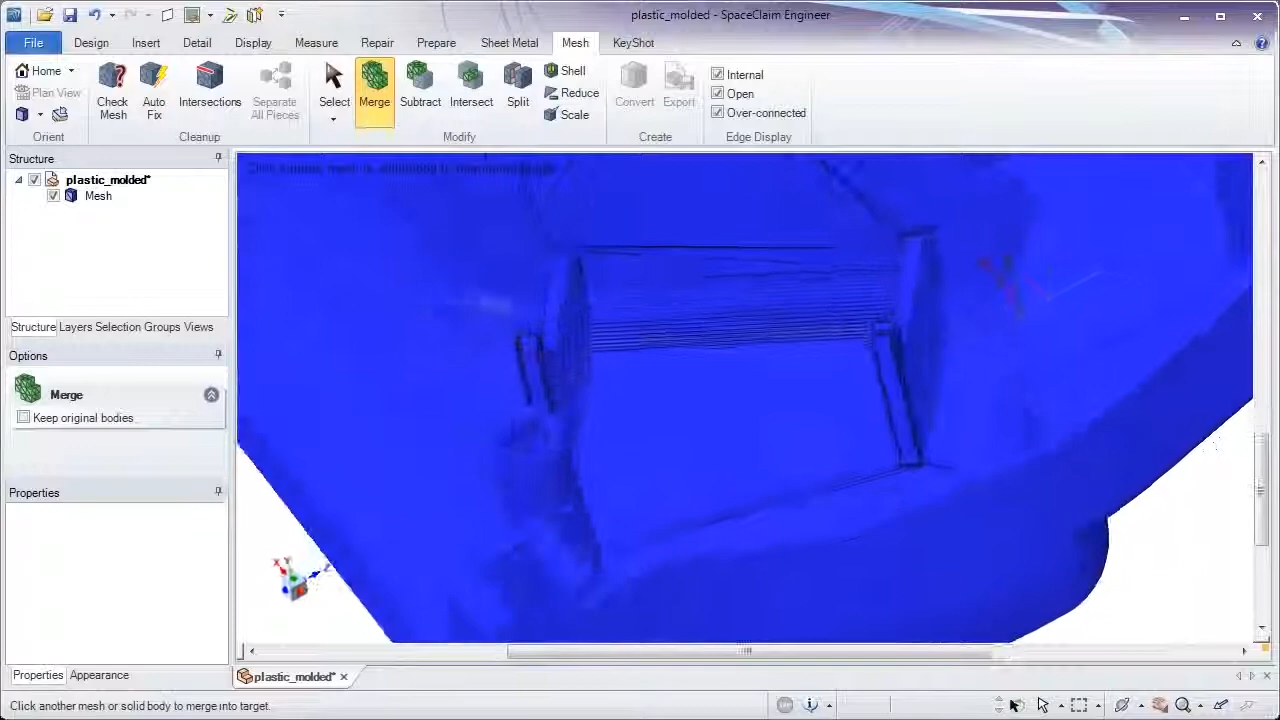 plastic_molded - SpaceClaim Engineer
File Design Insert Detail Display Measure Repair Prepare Sheet Metal Mesh KeyShot
Home
Plan View
Orient
Check
Mesh
Auto
Fix
Intersections
Separate
All Pieces
Cleanup
Select
Merge
Subtract
Intersect
Split
Shell
Reduce
Scale
Modify
Convert
Export
Create
Internal
Open
Over-connected
Edge Display
Structure
plastic_molded*
Mesh
Structure Layers Selection Groups Views
Options
Merge
Keep original bodies
Properties
Properties Appearance
plastic_molded*
Click another mesh or solid body to merge into target.